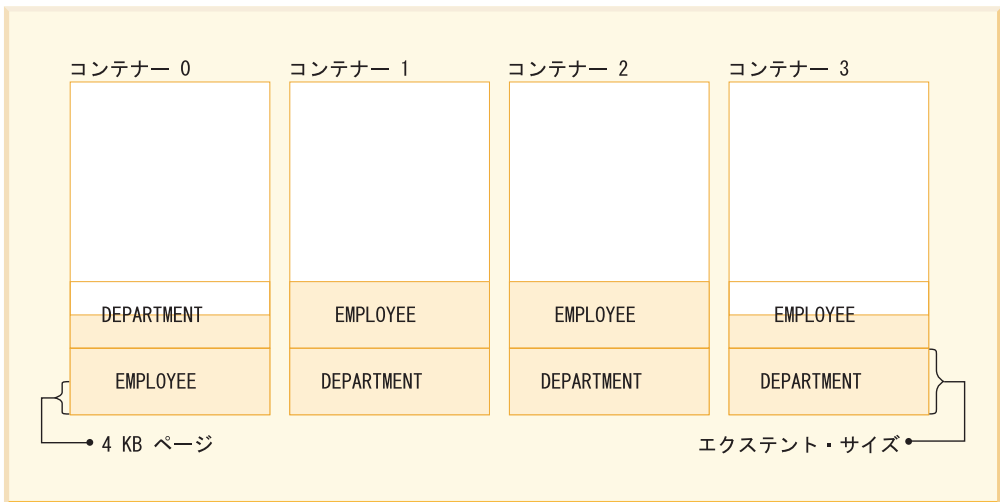 コンテナー 0
コンテナー 1
コンテナー 2
コンテナー 3
DEPARTMENT
EMPLOYEE
EMPLOYEE
EMPLOYEE
EMPLOYEE
DEPARTMENT
DEPARTMENT
DEPARTMENT
4 KB ページ
エクステント・サイズ